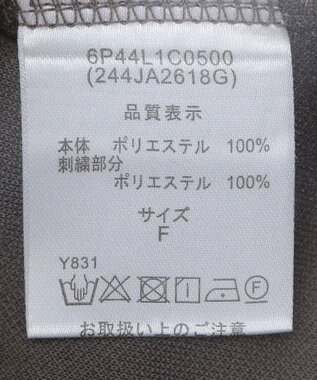 6P44L1C0500
(244JA2618G)
品質表示
本体 ポリエステル 100%
刺繍部分
ポリエステル 100%
サイズ
F
Y831
F
お取扱い上のご注意